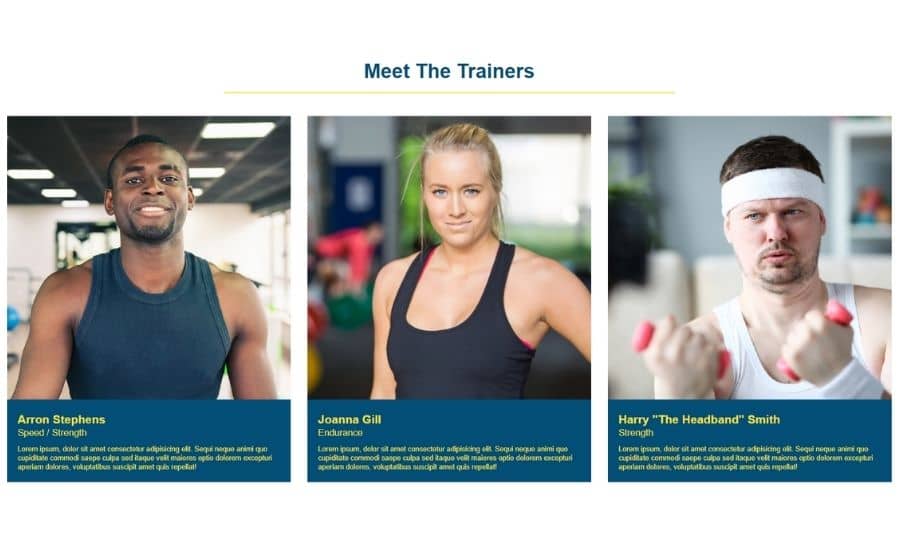 Meet The Trainers
Arron Stephens
Speed / Strength
Lorem ipsum, dolor sit amet consectetur adipisicing elit. Sequi neque animi quo
cupiditate commodi saepe culpa sed itaque velit maiores optio dolorem excepturi
aperiam dolores, voluptatibus suscipit amet quis repellat!
Joanna Gill
Endurance
Lorem ipsum, dolor sit amet consectetur adipisicing elit. Sequi neque animi quo
cupiditate commodi saepe culpa sed itaque velit maiores optio dolorem excepturi
aperiam dolores, voluptatibus suscipit amet quis repellat!
Harry "The Headband" Smith
Strength
Lorem ipsum, dolor sit amet consectetur adipisicing elit. Sequi neque animi quo
cupiditate commodi saepe culpa sed itaque velit maiores optio dolorem excepturi
aperiam dolores, voluptatibus suscipit amet quis repellat!